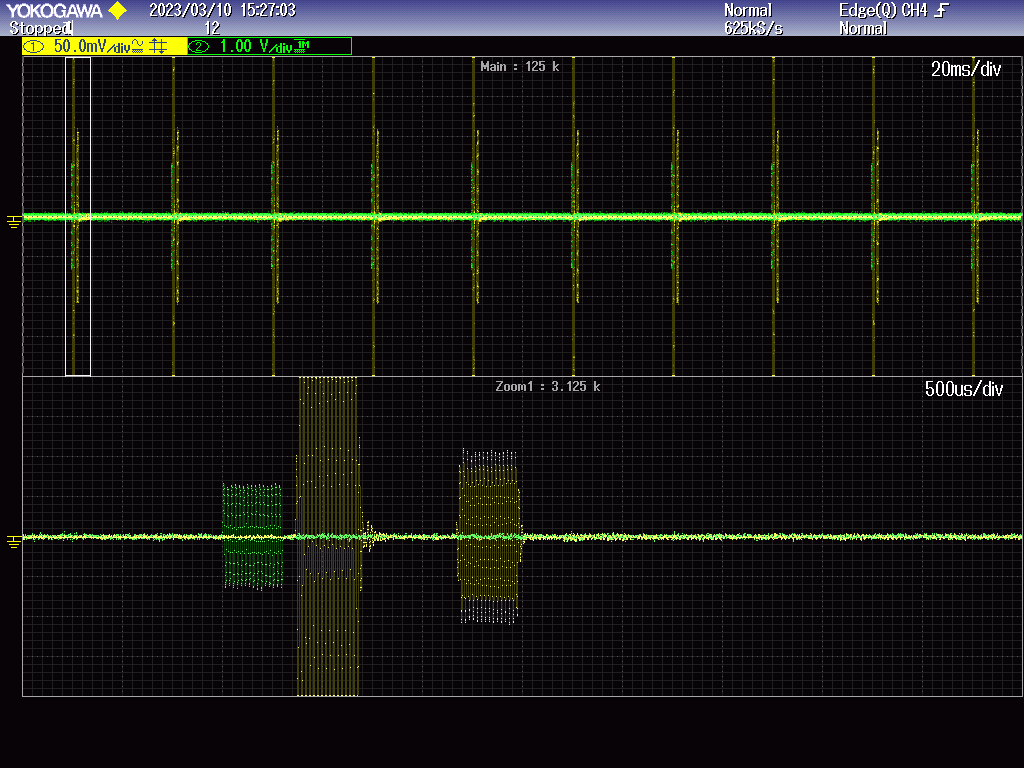 YOKOGAWA 2023/03/10 15:27:03 Normal Edge(Q) CH4
Stopped 12 625kS/s Normal
1 50.0mV/div 2 1.00 V/div 1M
Main : 125 k 20ms/div
Zoom1 : 3.125 k 500us/div